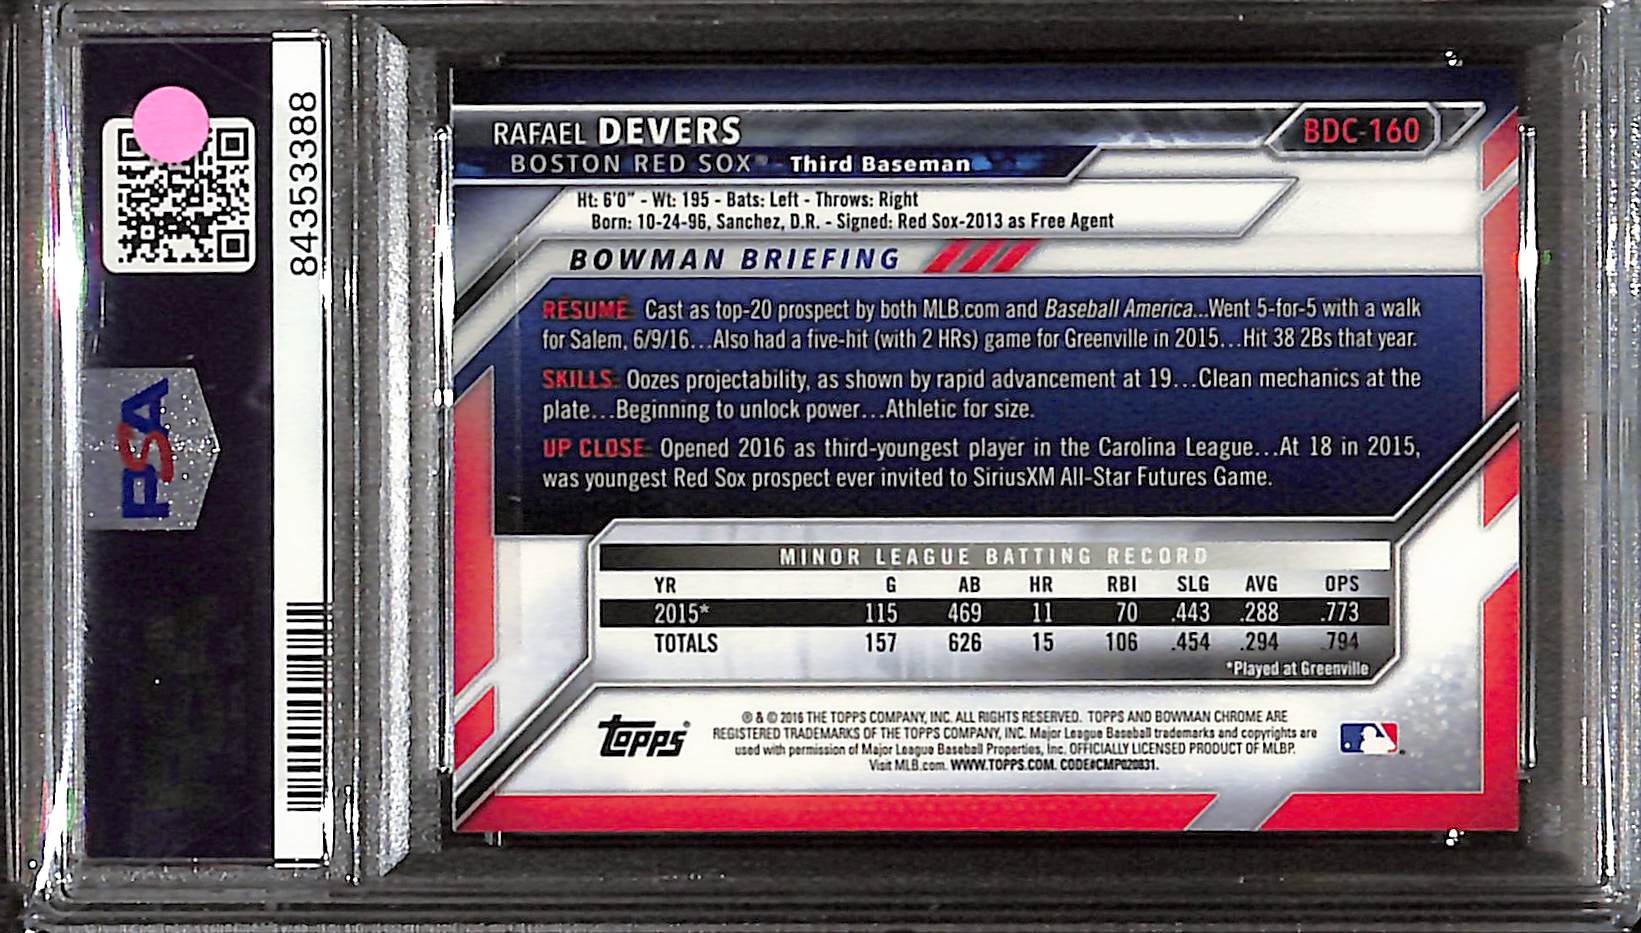 84353388
PSA
RAFAEL DEVERS
BDC-160
BOSTON RED SOX® - Third Baseman
Ht: 6'0" - Wt: 195 - Bats: Left - Throws: Right
Born: 10-24-96, Sanchez, D.R. - Signed: Red Sox-2013 as Free Agent
BOWMAN BRIEFING
RÉSUMÉ: Cast as top-20 prospect by both MLB.com and Baseball America...Went 5-for-5 with a walk
for Salem, 6/9/16...Also had a five-hit (with 2 HRs) game for Greenville in 2015...Hit 38 2Bs that year.
SKILLS: Oozes projectability, as shown by rapid advancement at 19...Clean mechanics at the
plate...Beginning to unlock power...Athletic for size.
UP CLOSE: Opened 2016 as third-youngest player in the Carolina League...At 18 in 2015,
was youngest Red Sox prospect ever invited to SiriusXM All-Star Futures Game.
MINOR LEAGUE BATTING RECORD
YR G AB HR RBI SLG AVG OPS
2015* 115 469 11 70 .443 .288 .773
TOTALS 157 626 15 106 .454 .294 .794
*Played at Greenville
Topps®
® & © 2016 THE TOPPS COMPANY, INC. ALL RIGHTS RESERVED. TOPPS AND BOWMAN CHROME ARE
REGISTERED TRADEMARKS OF THE TOPPS COMPANY, INC. Major League Baseball trademarks and copyrights are
used with permission of Major League Baseball Properties, Inc. OFFICIALLY LICENSED PRODUCT OF MLBP.
Visit MLB.com. WWW.TOPPS.COM. CODE#CMP020831.